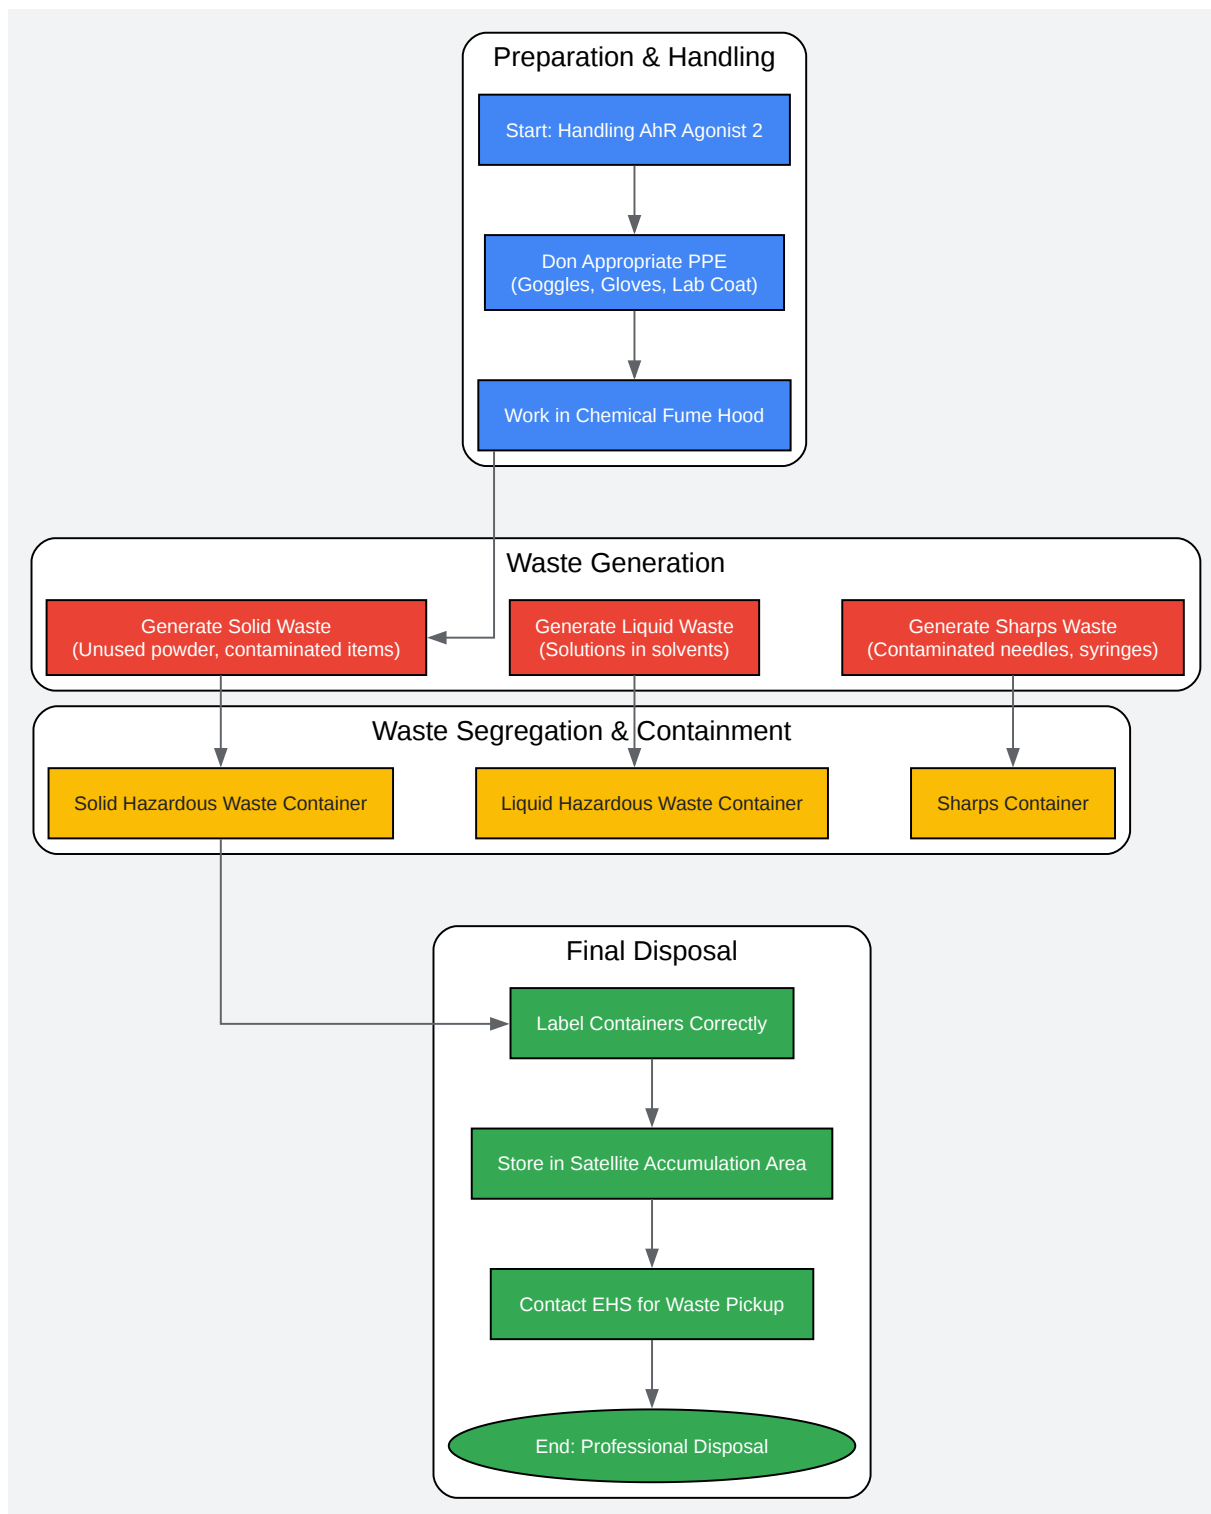 Preparation & Handling
Start: Handling AhR Agonist 2
Don Appropriate PPE
(Goggles, Gloves, Lab Coat)
Work in Chemical Fume Hood
Waste Generation
Generate Solid Waste
(Unused powder, contaminated items)
Generate Liquid Waste
(Solutions in solvents)
Generate Sharps Waste
(Contaminated needles, syringes)
Waste Segregation & Containment
Solid Hazardous Waste Container
Liquid Hazardous Waste Container
Sharps Container
Final Disposal
Label Containers Correctly
Store in Satellite Accumulation Area
Contact EHS for Waste Pickup
End: Professional Disposal